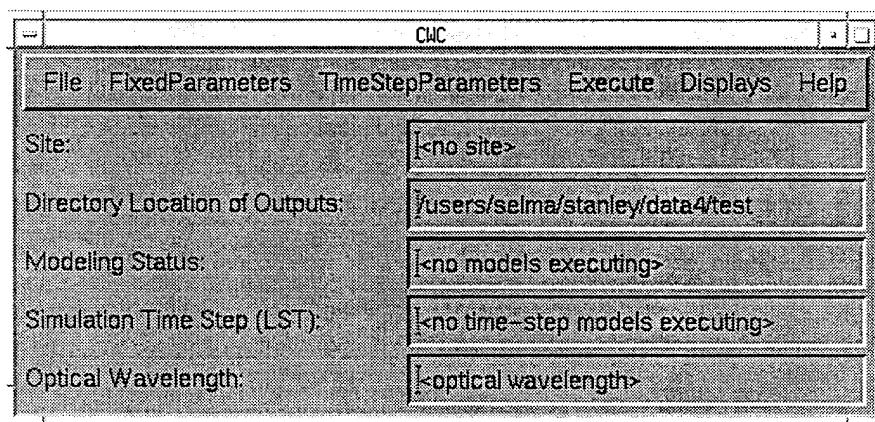 CWC
File FixedParameters TimeStepParameters Execute Displays Help
Site: <no site>
Directory Location of Outputs: /users/selma/stanley/data4/test
Modeling Status: <no models executing>
Simulation Time Step (LST): <no time-step models executing>
Optical Wavelength: <optical wavelength>